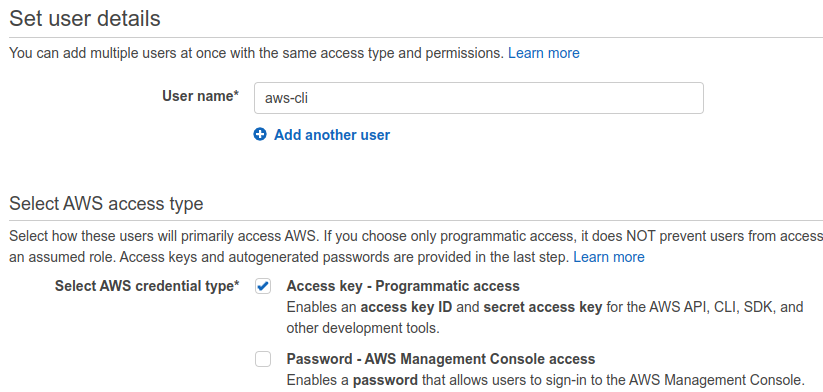 Set user details
You can add multiple users at once with the same access type and permissions. Learn more
User name* aws-cli
Add another user
Select AWS access type
Select how these users will primarily access AWS. If you choose only programmatic access, it does NOT prevent users from access
an assumed role. Access keys and autogenerated passwords are provided in the last step. Learn more
Select AWS credential type* Access key - Programmatic access
Enables an access key ID and secret access key for the AWS API, CLI, SDK, and
other development tools.
Password - AWS Management Console access
Enables a password that allows users to sign-in to the AWS Management Console.